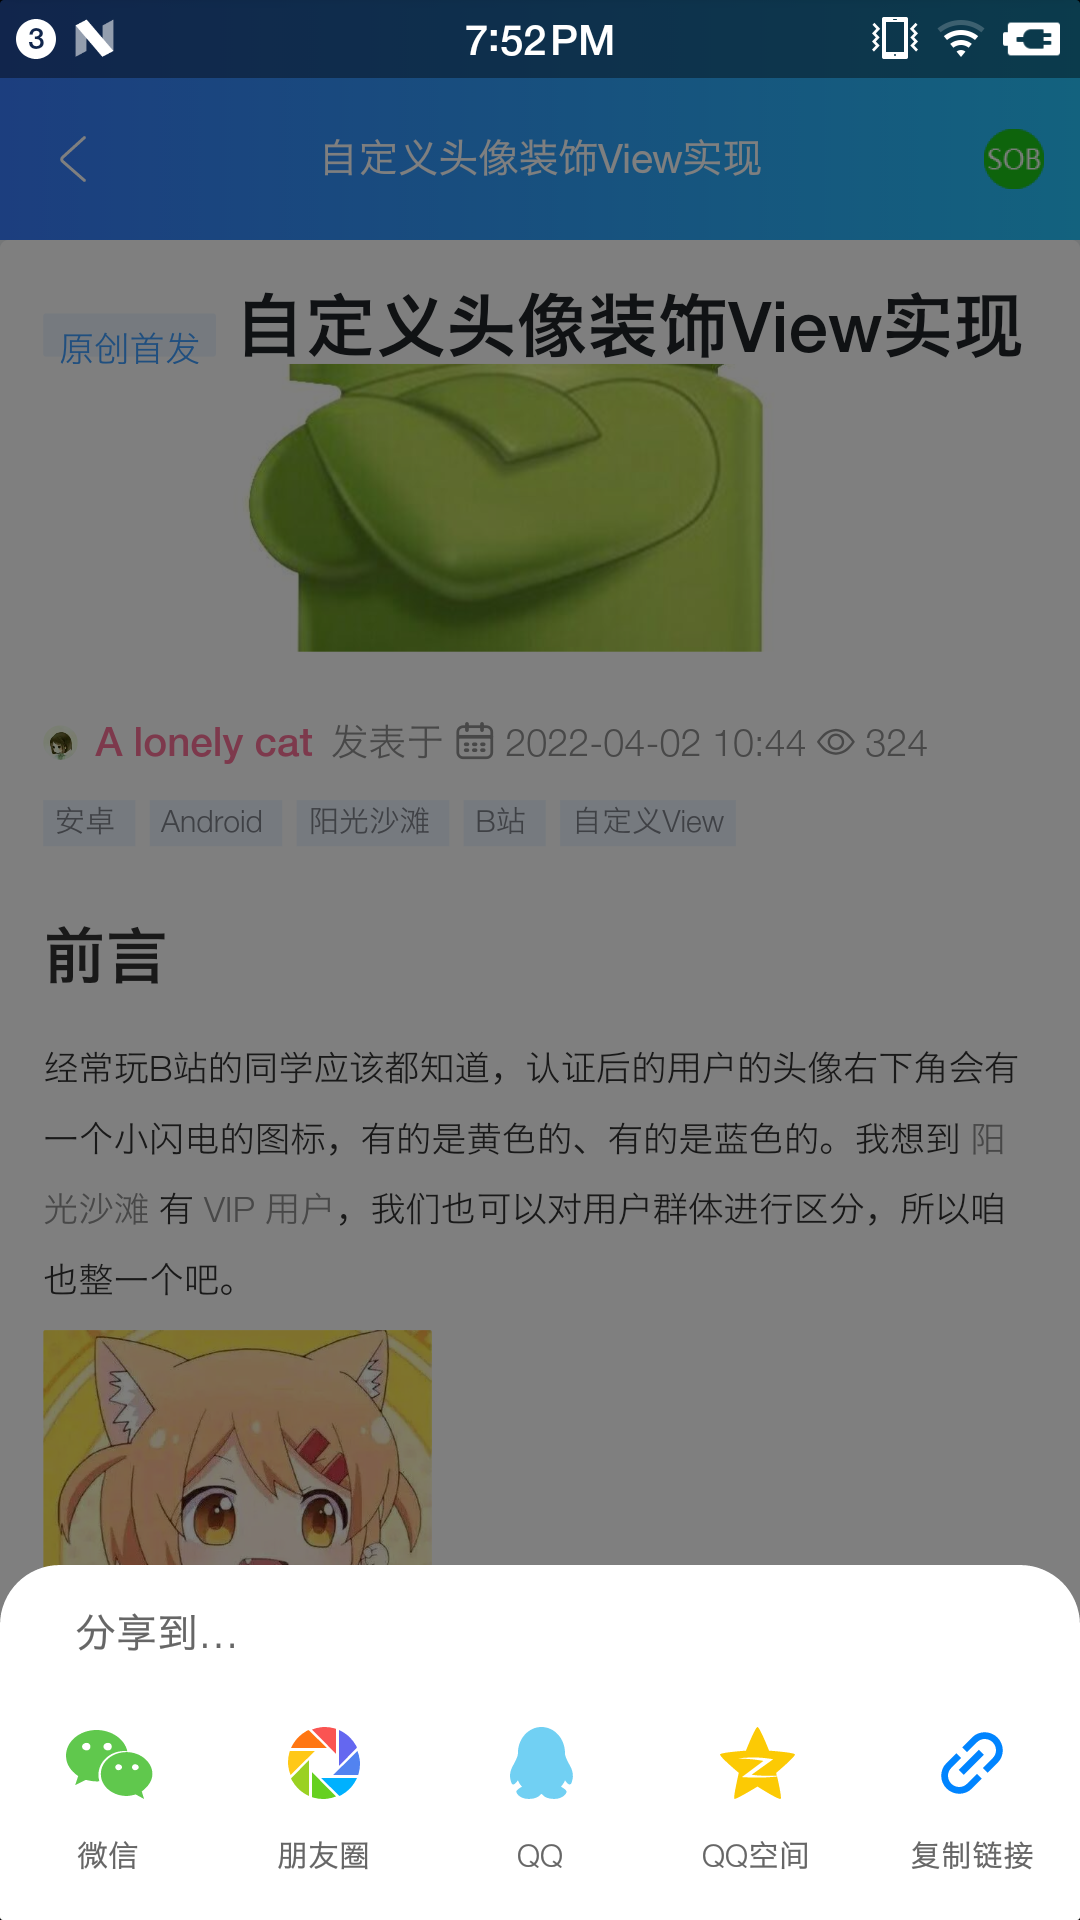 3
7:52PM
自定义头像装饰View实现
SOB
原创首发
自定义头像装饰View实现
A lonely cat 发表于 2022-04-02 10:44 324
安卓 Android 阳光沙滩 B站 自定义View
前言
经常玩B站的同学应该都知道，认证后的用户的头像右下角会有
一个小闪电的图标，有的是黄色的、有的是蓝色的。我想到 阳
光沙滩 有 VIP 用户，我们也可以对用户群体进行区分，所以咱
也整一个吧。
分享到...
微信 朋友圈 QQ QQ空间 复制链接